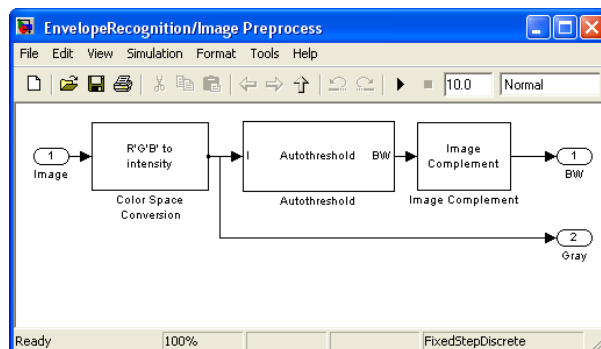 EnvelopeRecognition/Image Preprocess
File Edit View Simulation Format Tools Help
10.0 Normal
1
Image
R'G'B' to
intensity
Color Space
Conversion
I Autothreshold BW
Autothreshold
Image
Complement
Image Complement
1
BW
2
Gray
Ready 100% FixedStepDiscrete